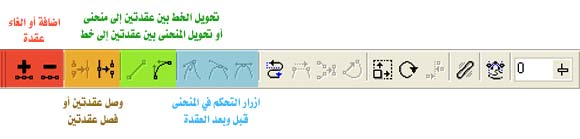 تحويل الخط بين عقدتين إلى منحنى
أو تحويل المنحنى بين عقدتين إلى خط
اضافة أو الغاء
عقدة
0
وصل عقدتين أو
فصل عقدتين
ازرار التحكم في المنحنى
قبل وبعد العقدة